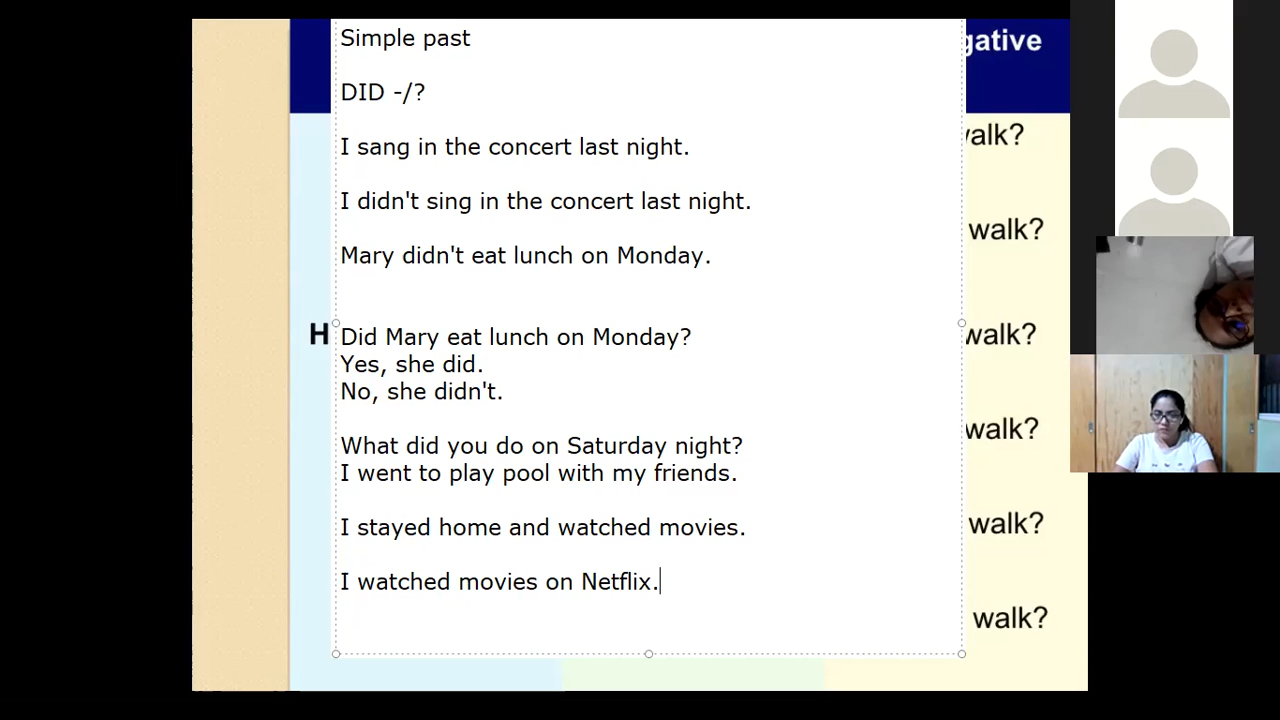 Simple past
gative
DID -/?
walk?
I sang in the concert last night.
I didn't sing in the concert last night.
walk?
Mary didn't eat lunch on Monday.
H
Did Mary eat lunch on Monday?
walk?
Yes, she did.
No, she didn't.
walk?
What did you do on Saturday night?
I went to play pool with my friends.
I stayed home and watched movies.
walk?
I watched movies on Netflix.
walk?